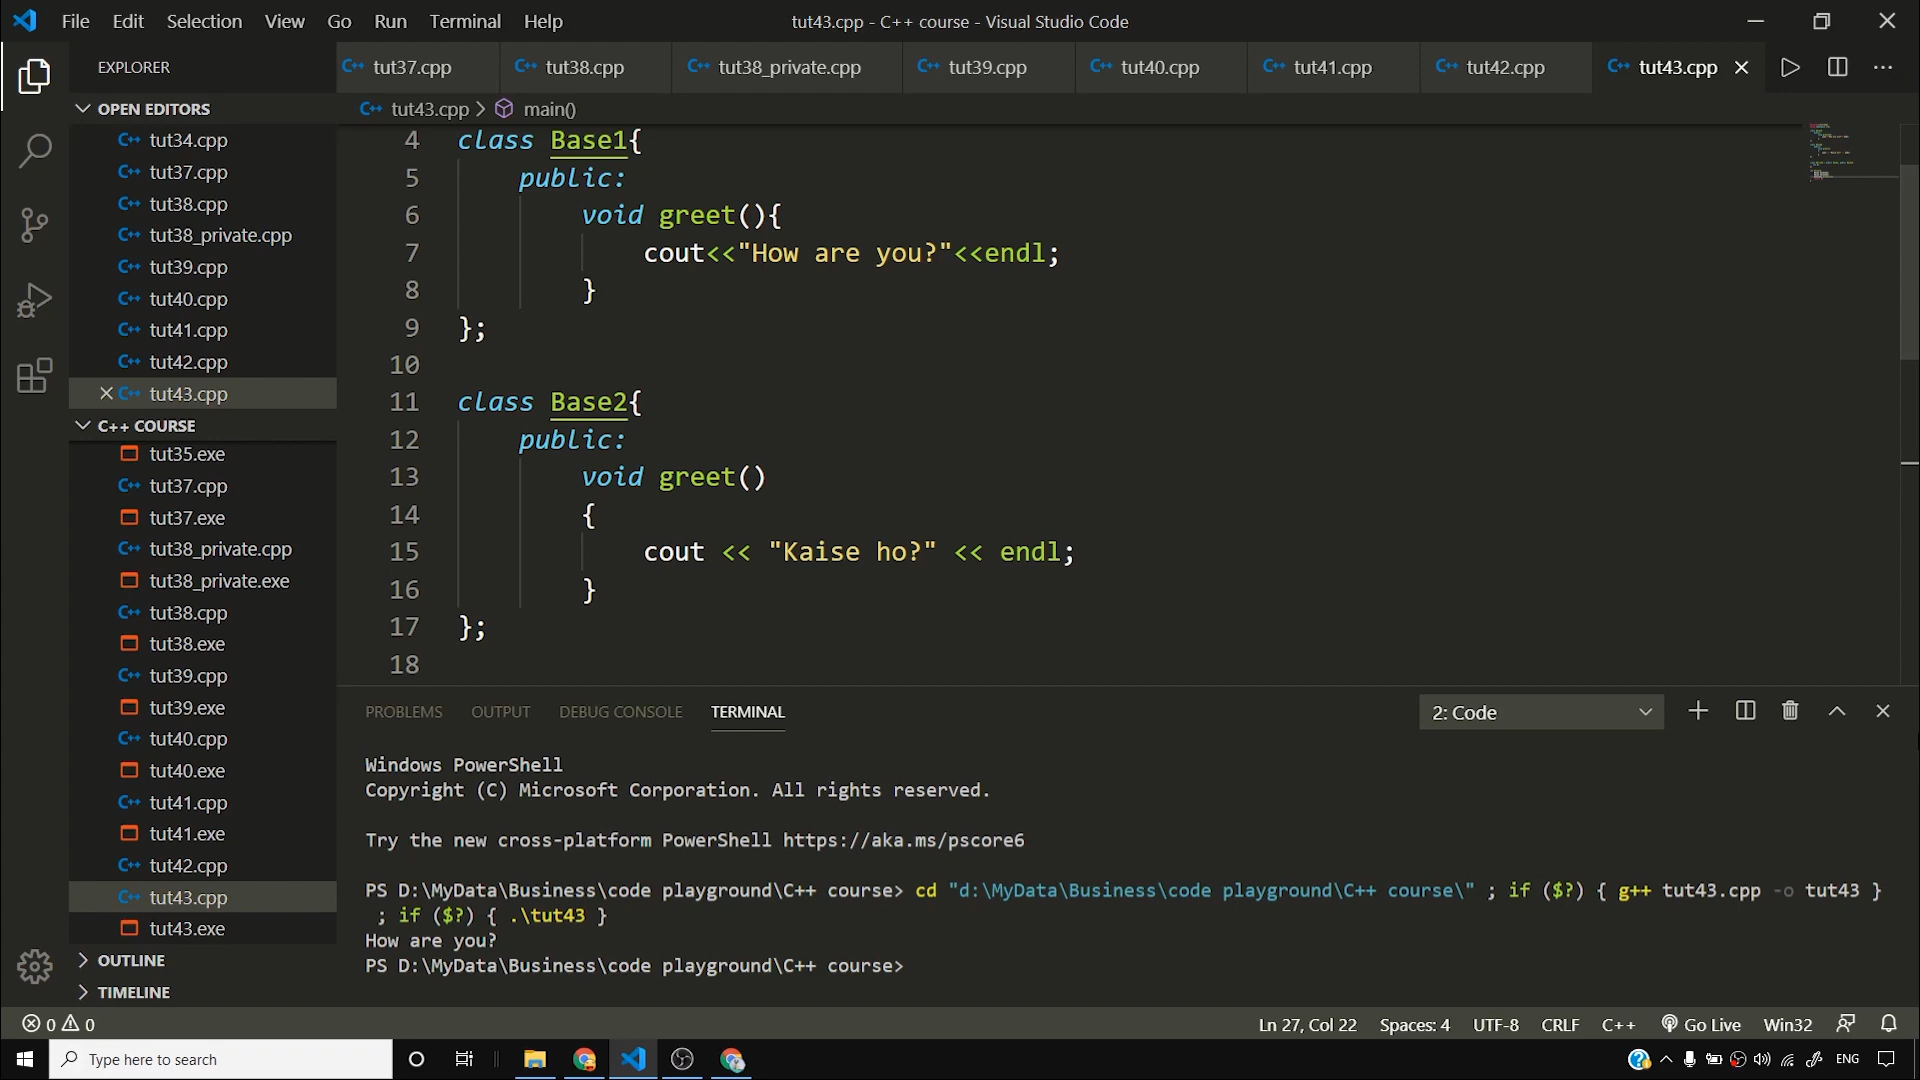 File Edit Selection View Go Run Terminal Help
tut43.cpp - C++ course - Visual Studio Code
EXPLORER
tut37.cpp tut38.cpp tut38_private.cpp tut39.cpp tut40.cpp tut41.cpp tut42.cpp tut43.cpp
tut43.cpp > main()
OPEN EDITORS
tut34.cpp
tut37.cpp
tut38.cpp
tut38_private.cpp
tut39.cpp
tut40.cpp
tut41.cpp
tut42.cpp
tut43.cpp
C++ COURSE
tut35.exe
tut37.cpp
tut37.exe
tut38_private.cpp
tut38_private.exe
tut38.cpp
tut38.exe
tut39.cpp
tut39.exe
tut40.cpp
tut40.exe
tut41.cpp
tut41.exe
tut42.cpp
tut43.cpp
tut43.exe
OUTLINE
TIMELINE
4 class Base1{
5 public:
6 void greet(){
7 cout<<"How are you?"<<endl;
8 }
9 };
10
11 class Base2{
12 public:
13 void greet()
14 {
15 cout << "Kaise ho?" << endl;
16 }
17 };
18
PROBLEMS OUTPUT DEBUG CONSOLE TERMINAL
2: Code
Windows PowerShell
Copyright (C) Microsoft Corporation. All rights reserved.
Try the new cross-platform PowerShell https://aka.ms/pscore6
PS D:\MyData\Business\code playground\C++ course> cd "d:\MyData\Business\code playground\C++ course\" ; if ($?) { g++ tut43.cpp -o tut43 }
; if ($?) { .\tut43 }
How are you?
PS D:\MyData\Business\code playground\C++ course>
0 0
Ln 27, Col 22 Spaces: 4 UTF-8 CRLF C++ Go Live Win32
Type here to search
ENG